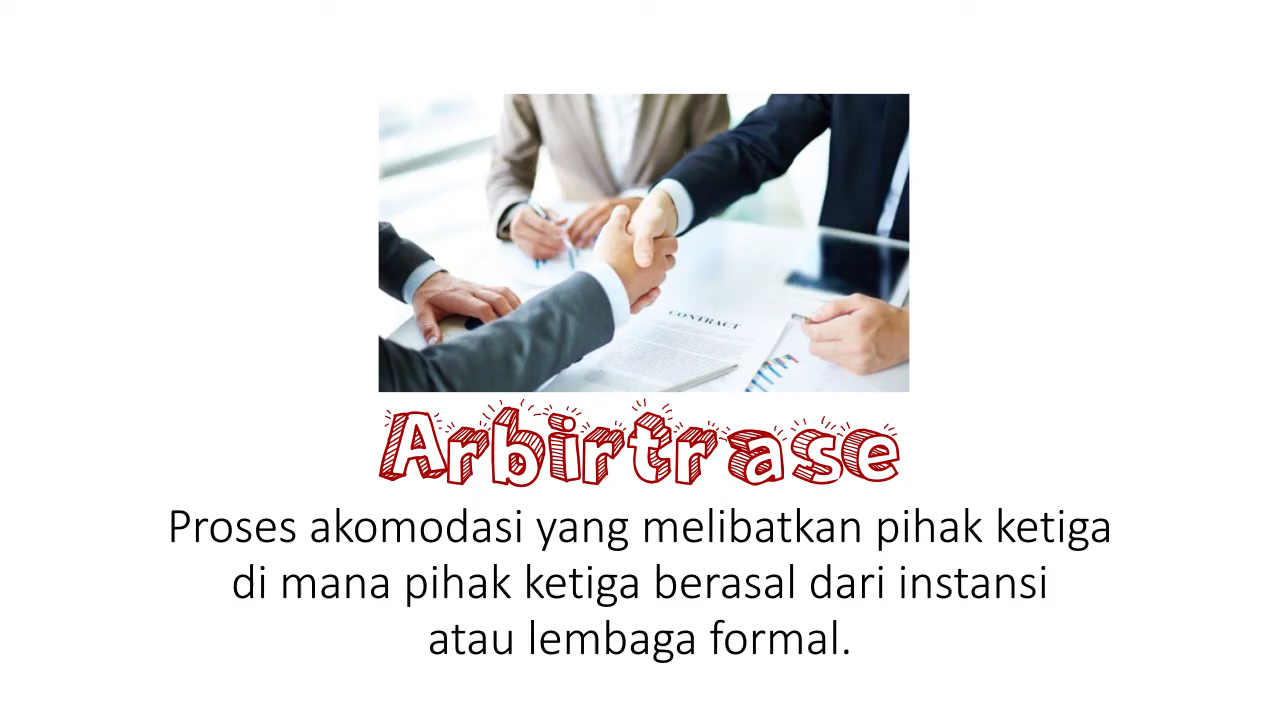 CONTRACT
Arbirtrase
Proses akomodasi yang melibatkan pihak ketiga
di mana pihak ketiga berasal dari instansi
atau lembaga formal.